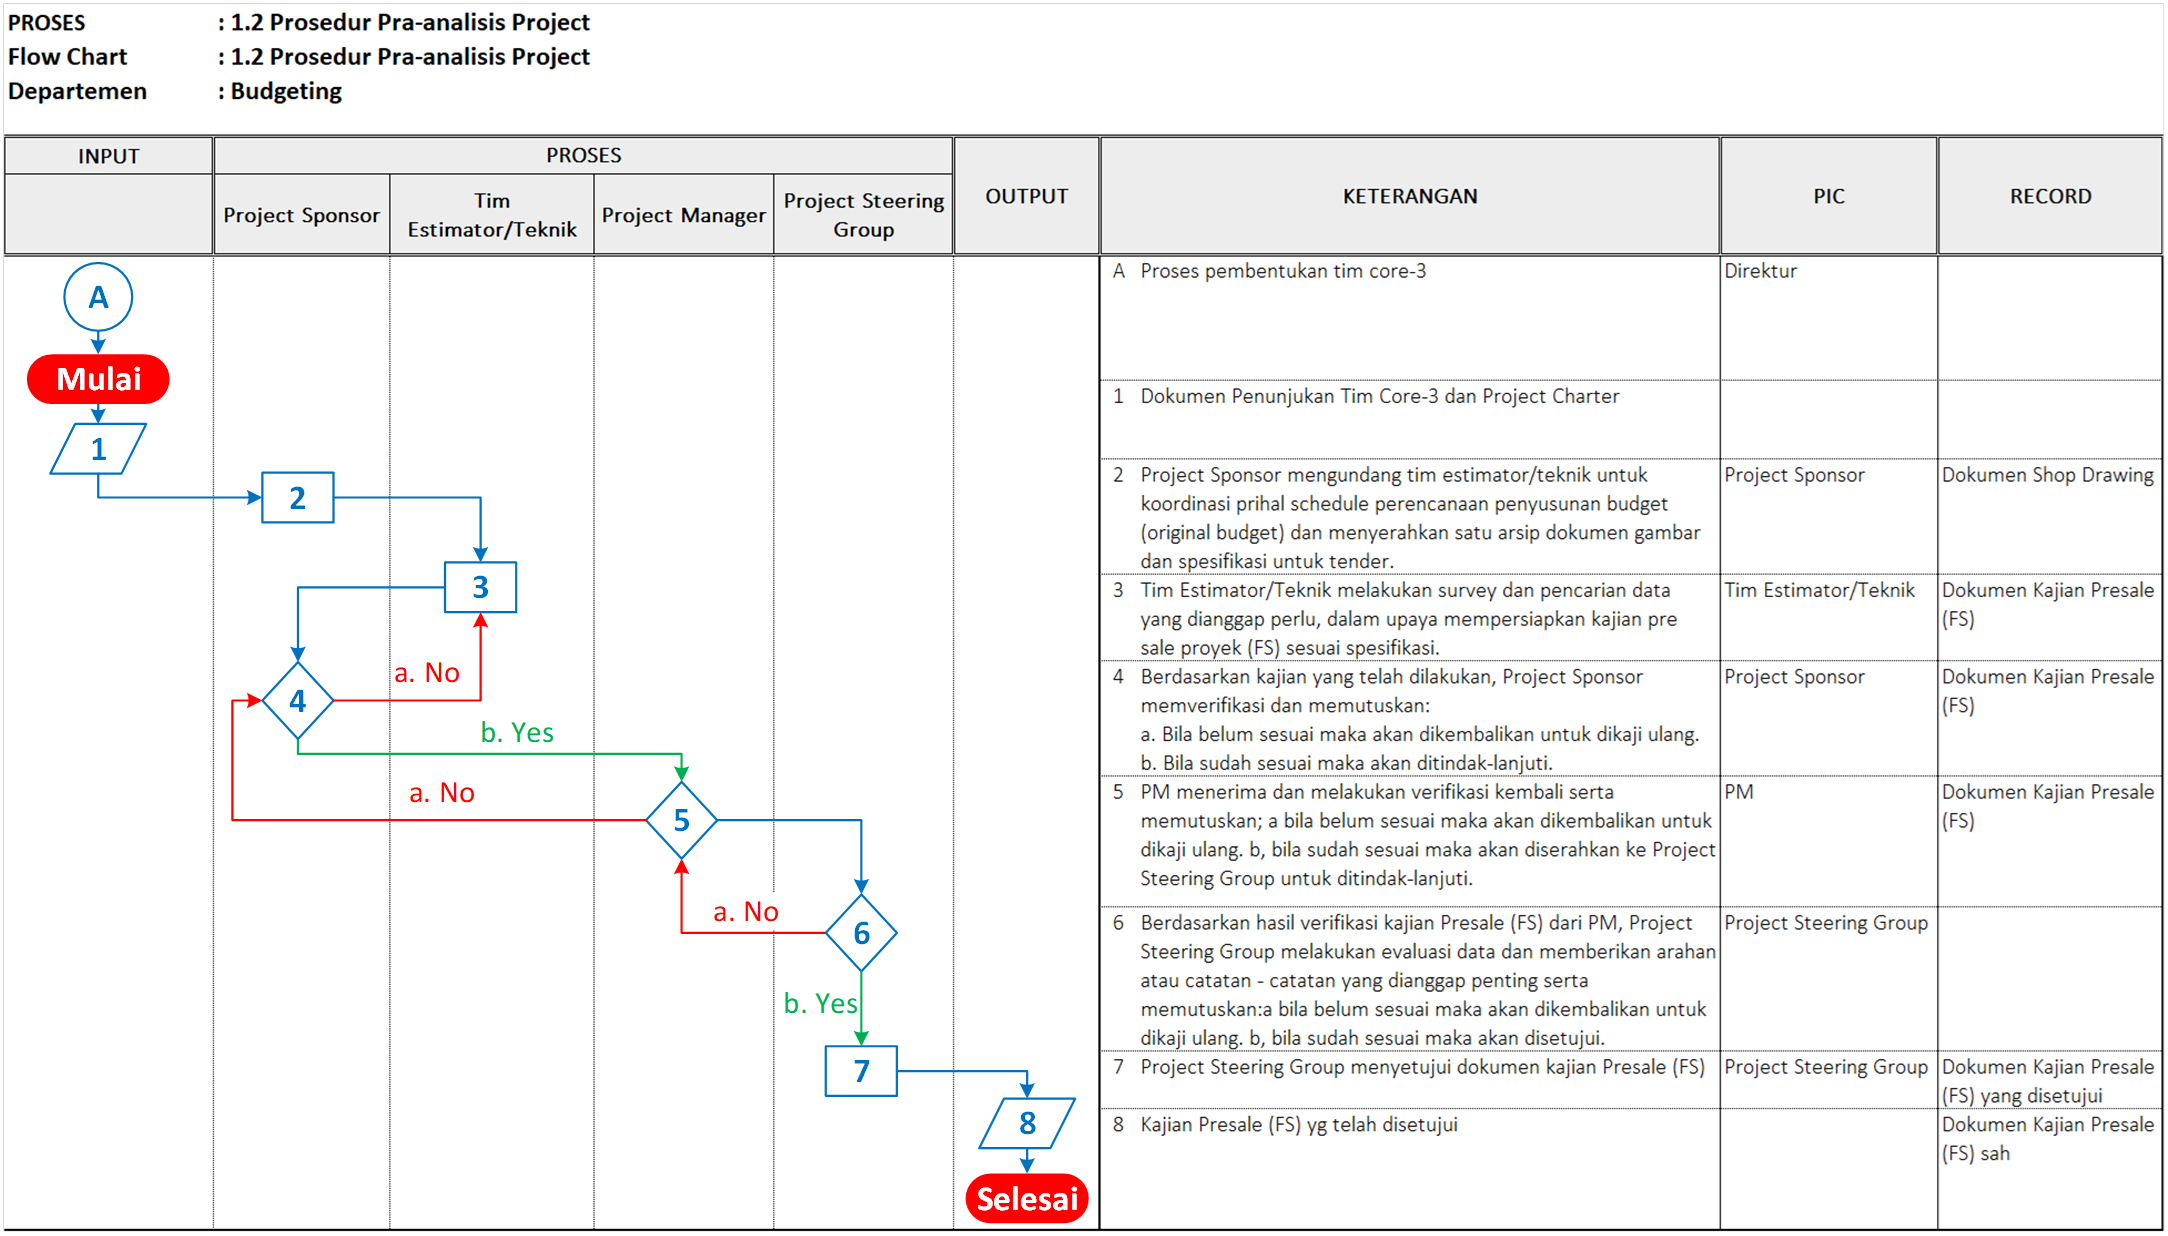 PROSES : 1.2 Prosedur Pra-analisis Project
Flow Chart : 1.2 Prosedur Pra-analisis Project
Departemen : Budgeting
INPUT
PROSES
OUTPUT
KETERANGAN
PIC
RECORD
Project Sponsor
Tim
Estimator/Teknik
Project Manager
Project Steering
Group
A
Mulai
1
2
3
a. No
4
b. Yes
a. No
5
a. No
6
b. Yes
7
8
Selesai
A Proses pembentukan tim core-3
Direktur
1 Dokumen Penunjukan Tim Core-3 dan Project Charter
2 Project Sponsor mengundang tim estimator/teknik untuk
koordinasi prihal schedule perencanaan penyusunan budget
(original budget) dan menyerahkan satu arsip dokumen gambar
dan spesifikasi untuk tender.
Project Sponsor
Dokumen Shop Drawing
3 Tim Estimator/Teknik melakukan survey dan pencarian data
yang dianggap perlu, dalam upaya mempersiapkan kajian pre
sale proyek (FS) sesuai spesifikasi.
Tim Estimator/Teknik
Dokumen Kajian Presale
(FS)
4 Berdasarkan kajian yang telah dilakukan, Project Sponsor
memverifikasi dan memutuskan:
a. Bila belum sesuai maka akan dikembalikan untuk dikaji ulang.
b. Bila sudah sesuai maka akan ditindak-lanjuti.
Project Sponsor
Dokumen Kajian Presale
(FS)
5 PM menerima dan melakukan verifikasi kembali serta
memutuskan; a bila belum sesuai maka akan dikembalikan untuk
dikaji ulang. b, bila sudah sesuai maka akan diserahkan ke Project
Steering Group untuk ditindak-lanjuti.
PM
Dokumen Kajian Presale
(FS)
6 Berdasarkan hasil verifikasi kajian Presale (FS) dari PM, Project
Steering Group melakukan evaluasi data dan memberikan arahan
atau catatan - catatan yang dianggap penting serta
memutuskan:a bila belum sesuai maka akan dikembalikan untuk
dikaji ulang. b, bila sudah sesuai maka akan disetujui.
Project Steering Group
7 Project Steering Group menyetujui dokumen kajian Presale (FS)
Project Steering Group
Dokumen Kajian Presale
(FS) yang disetujui
8 Kajian Presale (FS) yg telah disetujui
Dokumen Kajian Presale
(FS) sah